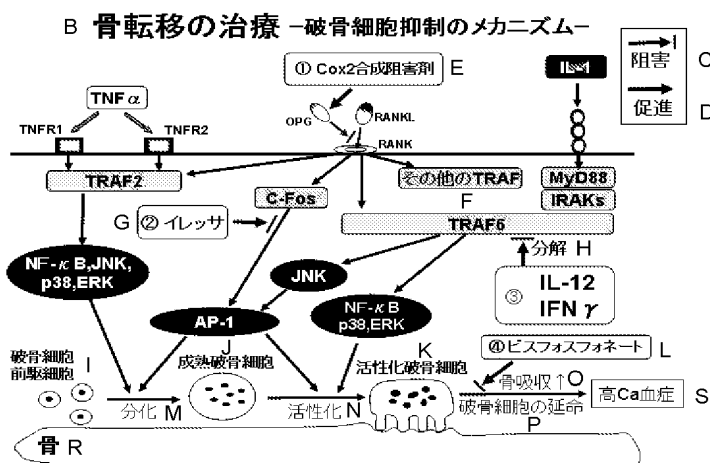 B 骨転移の治療 -破骨細胞抑制のメカニズム-
① Cox2合成阻害剤 E
IL-1
阻害 C
促進 D
TNF α
OPG
RANKL
TNFR1
TNFR2
RANK
TRAF2
C-Fos
その他のTRAF
F
MyD88
IRAKs
TRAF6
G ② イレッサ
分解 H
NF-κ B,JNK,
p38,ERK
JNK
NF-κ B
p38,ERK
③ IL-12
IFN γ
AP-1
破骨細胞
前駆細胞
I
J
成熟破骨細胞
K
活性化破骨細胞
④ビスフォスフォネート L
分化 M
活性化 N
骨吸収↑O
破骨細胞の延命
P
高Ca血症 S
骨 R